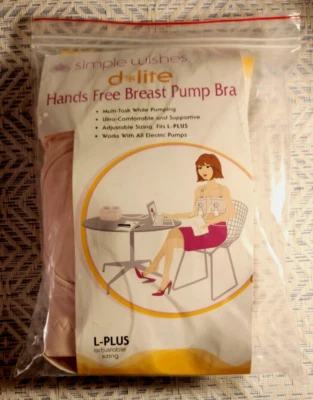 simple wishes
d*lite
Hands Free Breast Pump Bra
• Multi-Task While Pumping
• Ultra-Comfortable and Supportive
• Adjustable Sizing Fits L-PLUS
• Works With All Electric Pumps
L-PLUS
adjustable
sizing